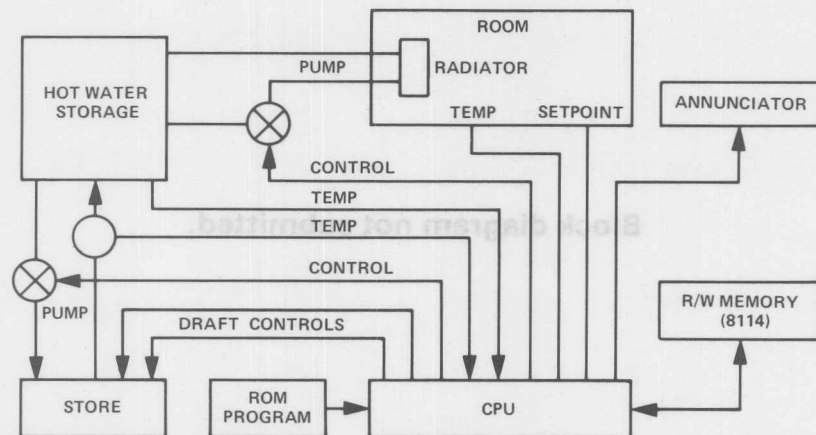 ROOM
PUMP
RADIATOR
HOT WATER
STORAGE
TEMP
SETPOINT
ANNUNCIATOR
CONTROL
TEMP
TEMP
Block diagram not submitted.
CONTROL
PUMP
R/W MEMORY
(8114)
DRAFT CONTROLS
STORE
ROM
PROGRAM
CPU